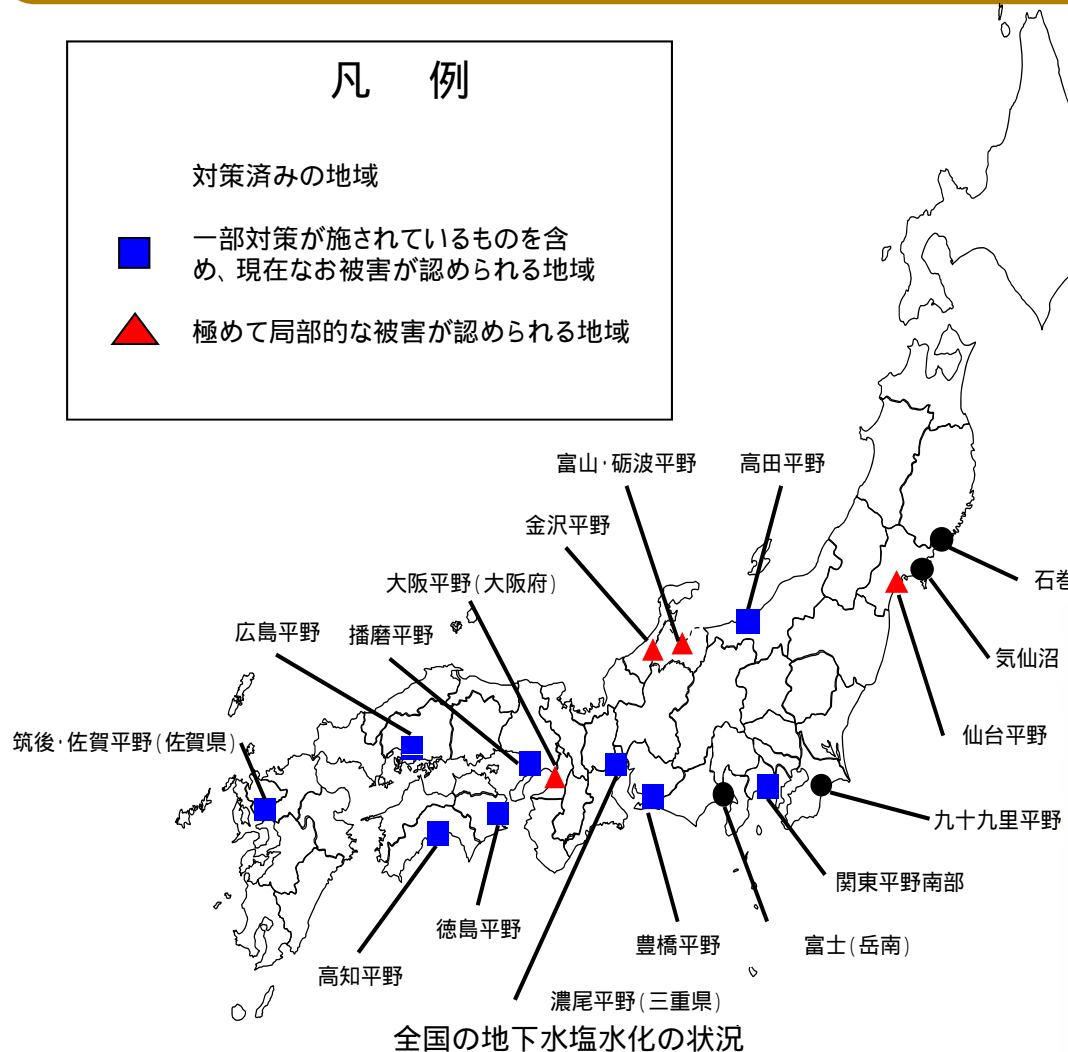 凡 例
対策済みの地域
一部対策が施されているものを含
め、現在なお被害が認められる地域
極めて局部的な被害が認められる地域
富山・砺波平野
高田平野
金沢平野
大阪平野(大阪府)
広島平野
播磨平野
石巻
気仙沼
筑後・佐賀平野(佐賀県)
仙台平野
九十九里平野
関東平野南部
徳島平野
豊橋平野
富士(岳南)
高知平野
濃尾平野(三重県)
全国の地下水塩水化の状況